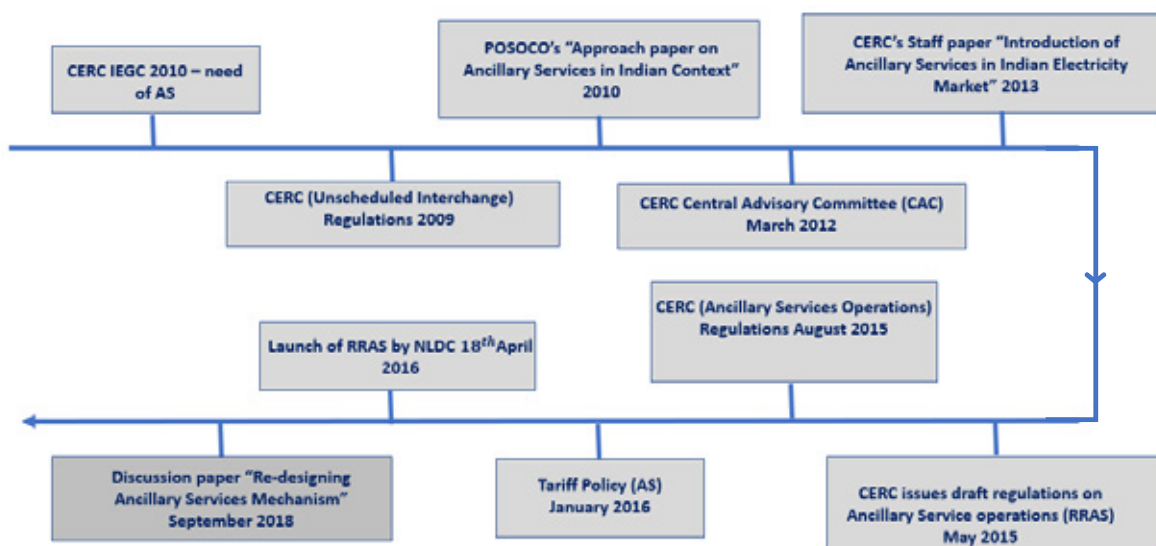 CERC IEGC 2010 – need
of AS
POSOCO's "Approach paper on
Ancillary Services in Indian Context"
2010
CERC's Staff paper "Introduction of
Ancillary Services in Indian Electricity
Market" 2013
CERC (Unscheduled Interchange)
Regulations 2009
CERC Central Advisory Committee (CAC)
March 2012
CERC (Ancillary Services Operations)
Regulations August 2015
Launch of RRAS by NLDC 18th April
2016
Discussion paper "Re-designing
Ancillary Services Mechanism"
September 2018
Tariff Policy (AS)
January 2016
CERC issues draft regulations on
Ancillary Service operations (RRAS)
May 2015